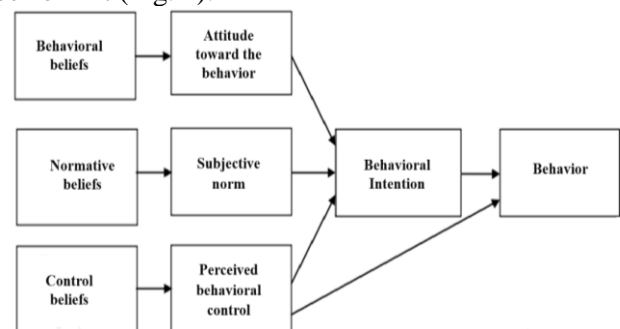 Behavioral
beliefs
Attitude
toward the
behavior
Normative
beliefs
Subjective
norm
Behavioral
Intention
Behavior
Control
beliefs
Perceived
behavioral
control